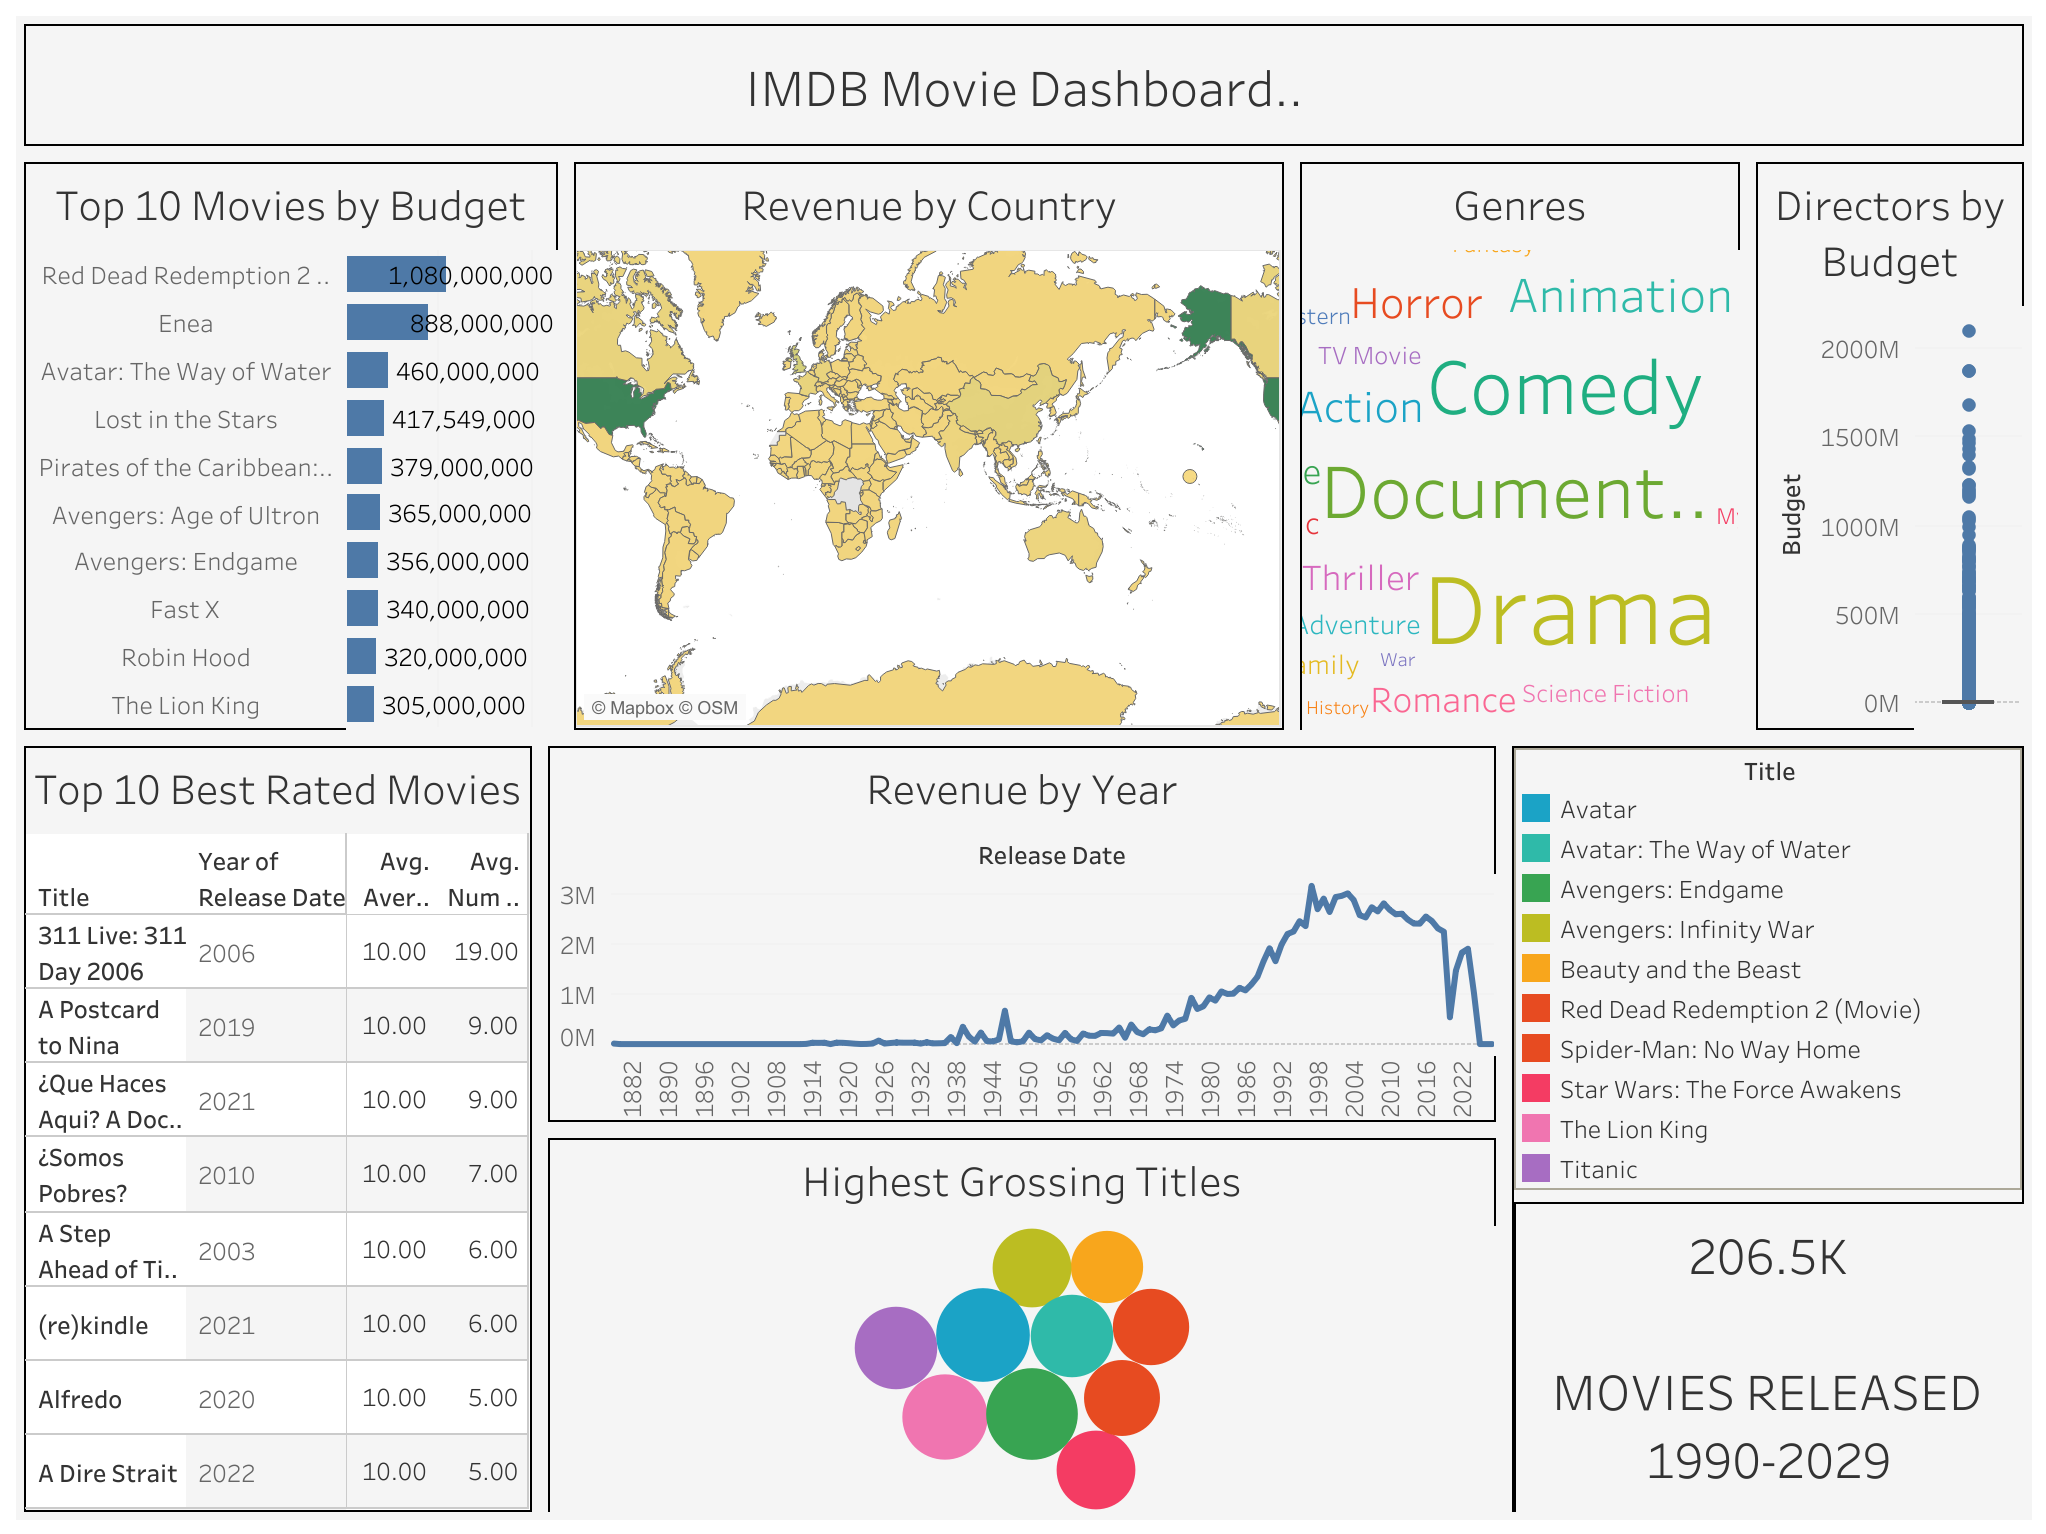 IMDB Movie Dashboard..
Top 10 Movies by Budget
Red Dead Redemption 2 .. 1,080,000,000
Enea 888,000,000
Avatar: The Way of Water 460,000,000
Lost in the Stars 417,549,000
Pirates of the Caribbean:.. 379,000,000
Avengers: Age of Ultron 365,000,000
Avengers: Endgame 356,000,000
Fast X 340,000,000
Robin Hood 320,000,000
The Lion King 305,000,000
Revenue by Country
© Mapbox © OSM
Genres
Fantasy
Horror Animation
stern
TV Movie
Comedy
Action
e
Document..
c
M
Thriller
Drama
Adventure
amily War
History Romance Science Fiction
Directors by
Budget
Budget
2000M
1500M
1000M
500M
0M
Top 10 Best Rated Movies
Title Year of Release Date Avg. Aver.. Avg. Num ..
311 Live: 311
Day 2006 2006 10.00 19.00
A Postcard
to Nina 2019 10.00 9.00
¿Que Haces
Aqui? A Doc.. 2021 10.00 9.00
¿Somos
Pobres? 2010 10.00 7.00
A Step
Ahead of Ti.. 2003 10.00 6.00
(re)kindle 2021 10.00 6.00
Alfredo 2020 10.00 5.00
A Dire Strait 2022 10.00 5.00
Revenue by Year
Release Date
3M
2M
1M
0M
1882 1890 1896 1902 1908 1914 1920 1926 1932 1938 1944 1950 1956 1962 1968 1974 1980 1986 1992 1998 2004 2010 2016 2022
Highest Grossing Titles
Title
Avatar
Avatar: The Way of Water
Avengers: Endgame
Avengers: Infinity War
Beauty and the Beast
Red Dead Redemption 2 (Movie)
Spider-Man: No Way Home
Star Wars: The Force Awakens
The Lion King
Titanic
206.5K
MOVIES RELEASED
1990-2029